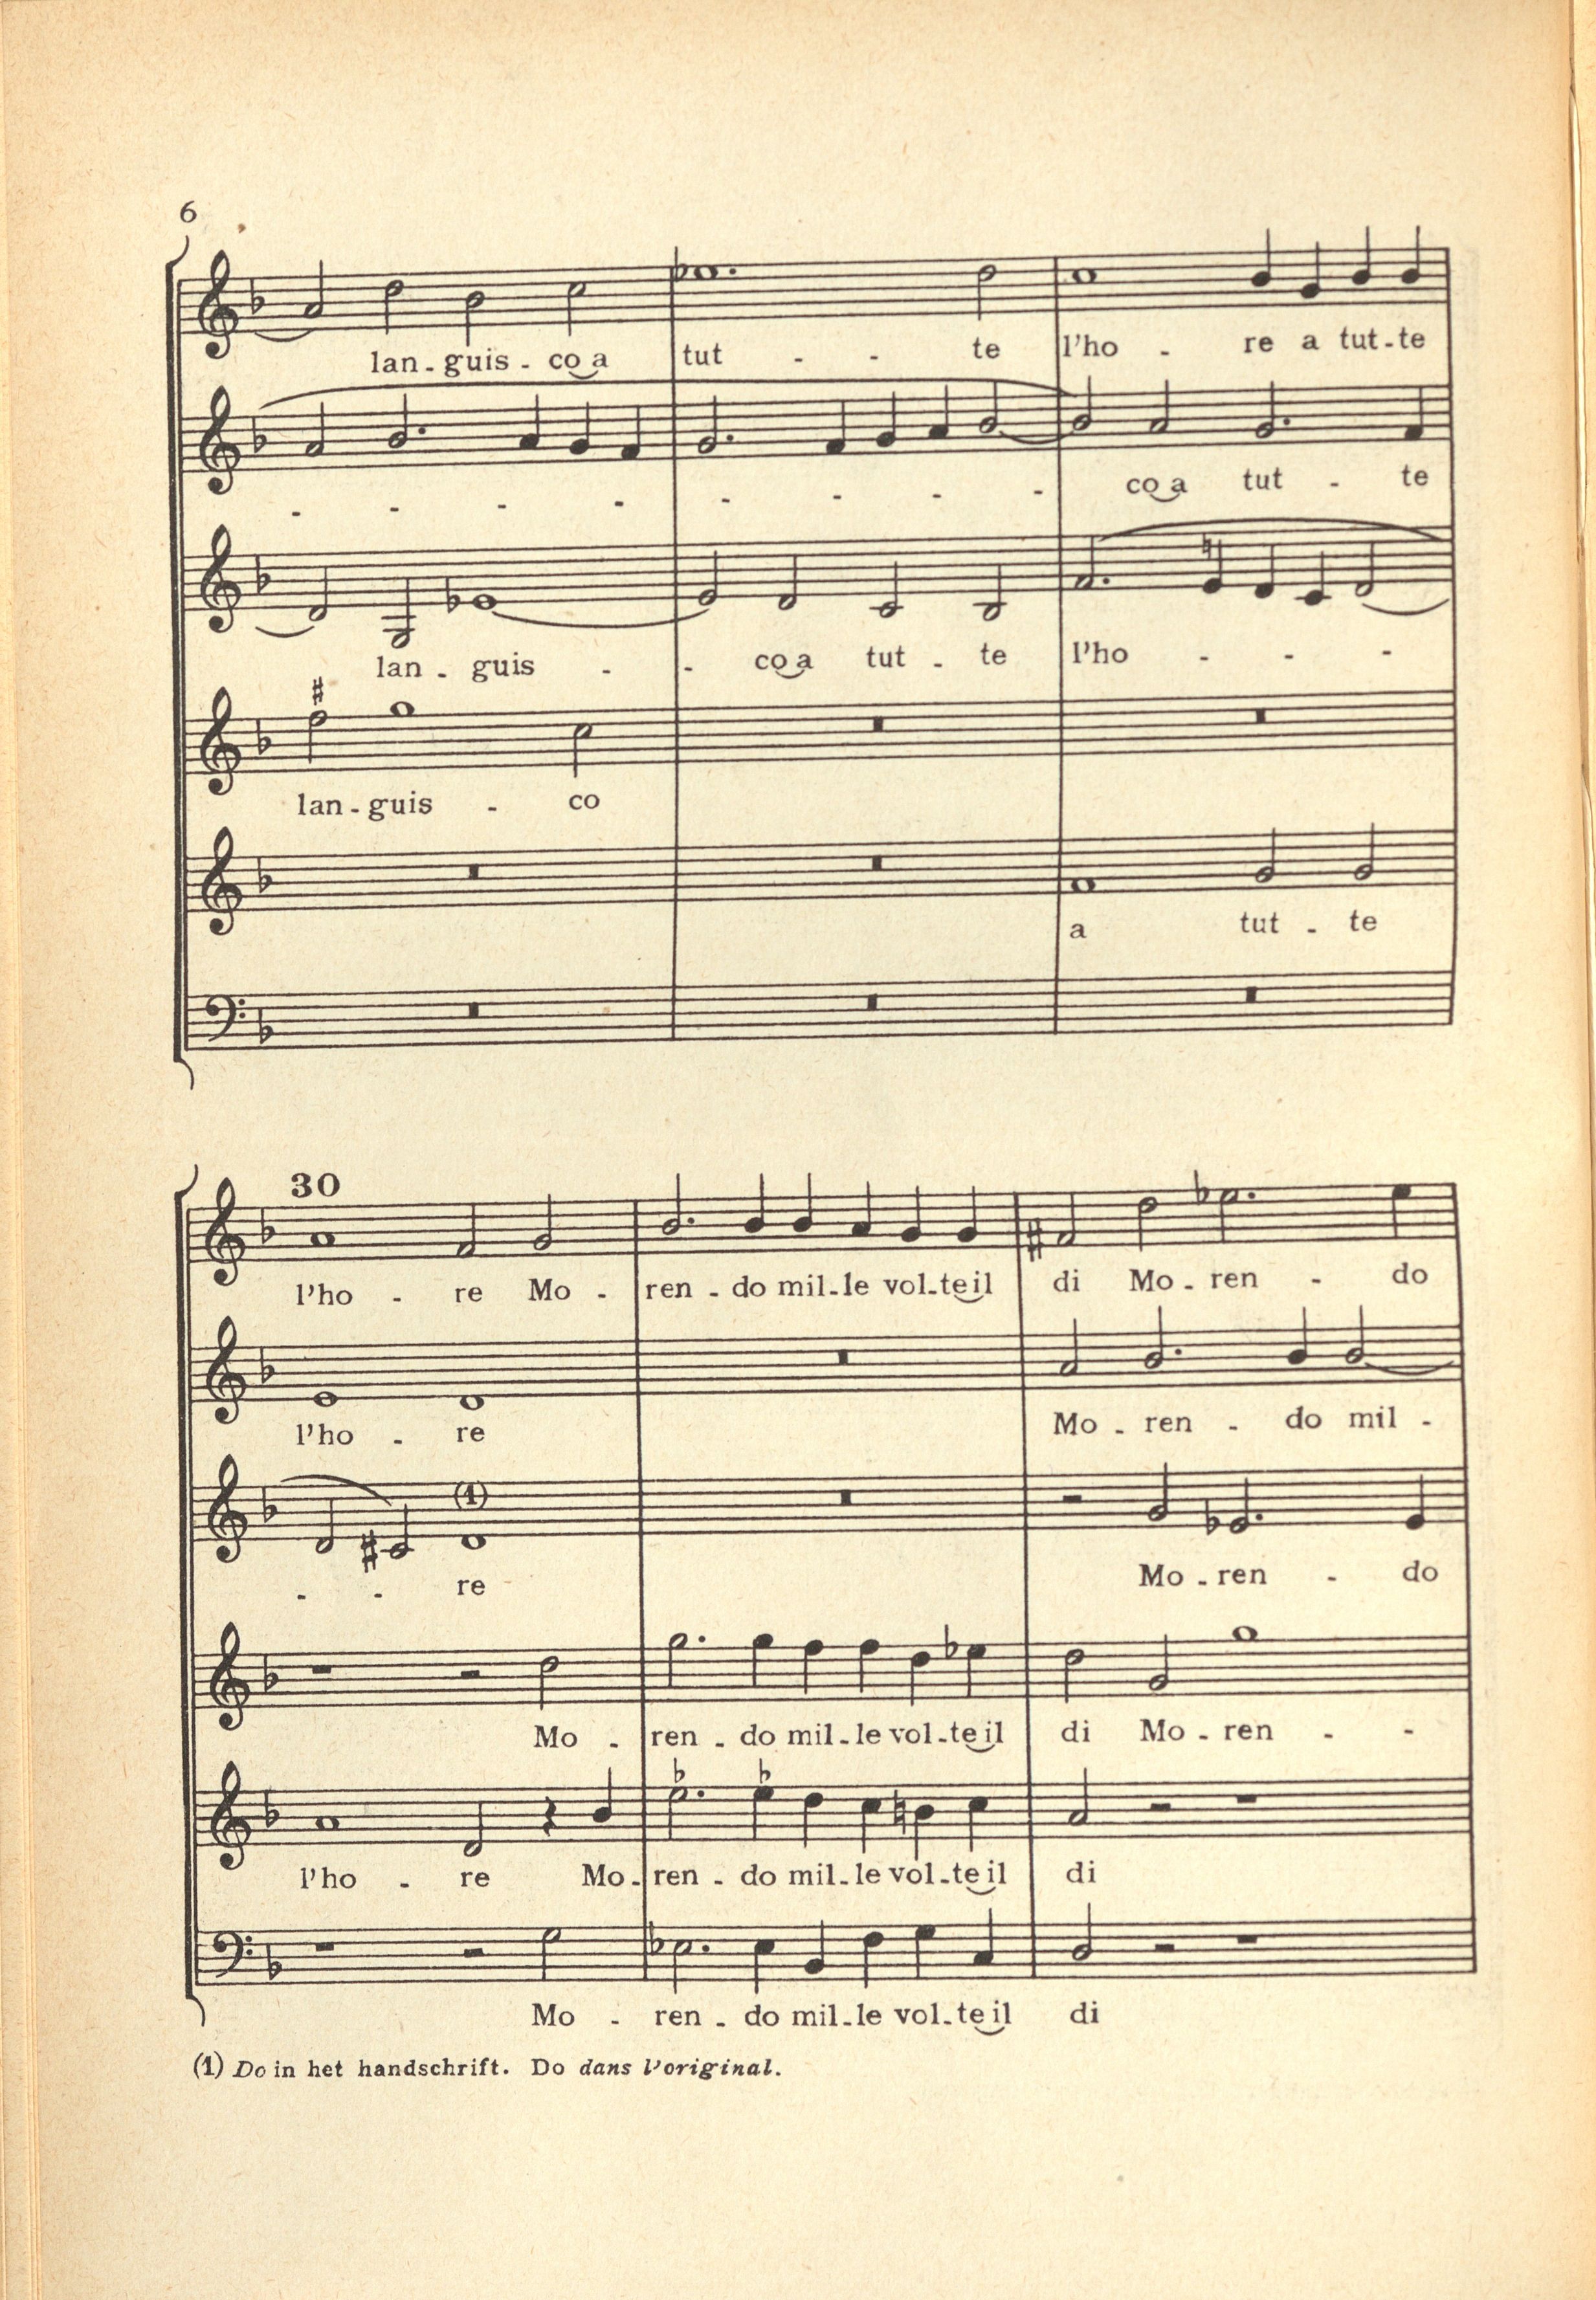 6
lan - guis - co a tut - - te l'ho - re a tut - te
- - - - - - - - co a tut - te
lan - guis - - co a tut - te l'ho - - -
lan - guis - co
a tut - te
30
l'ho - re Mo - ren - do mil - le vol - te il di Mo - ren - do
l'ho - re Mo - ren - do mil -
(1)
- - re Mo - ren - do
Mo - ren - do mil - le vol - te il di Mo - ren - -
l'ho - re Mo - ren - do mil - le vol - te il di
Mo - ren - do mil - le vol - te il di
(1) Do in het handschrift. Do dans l'original.